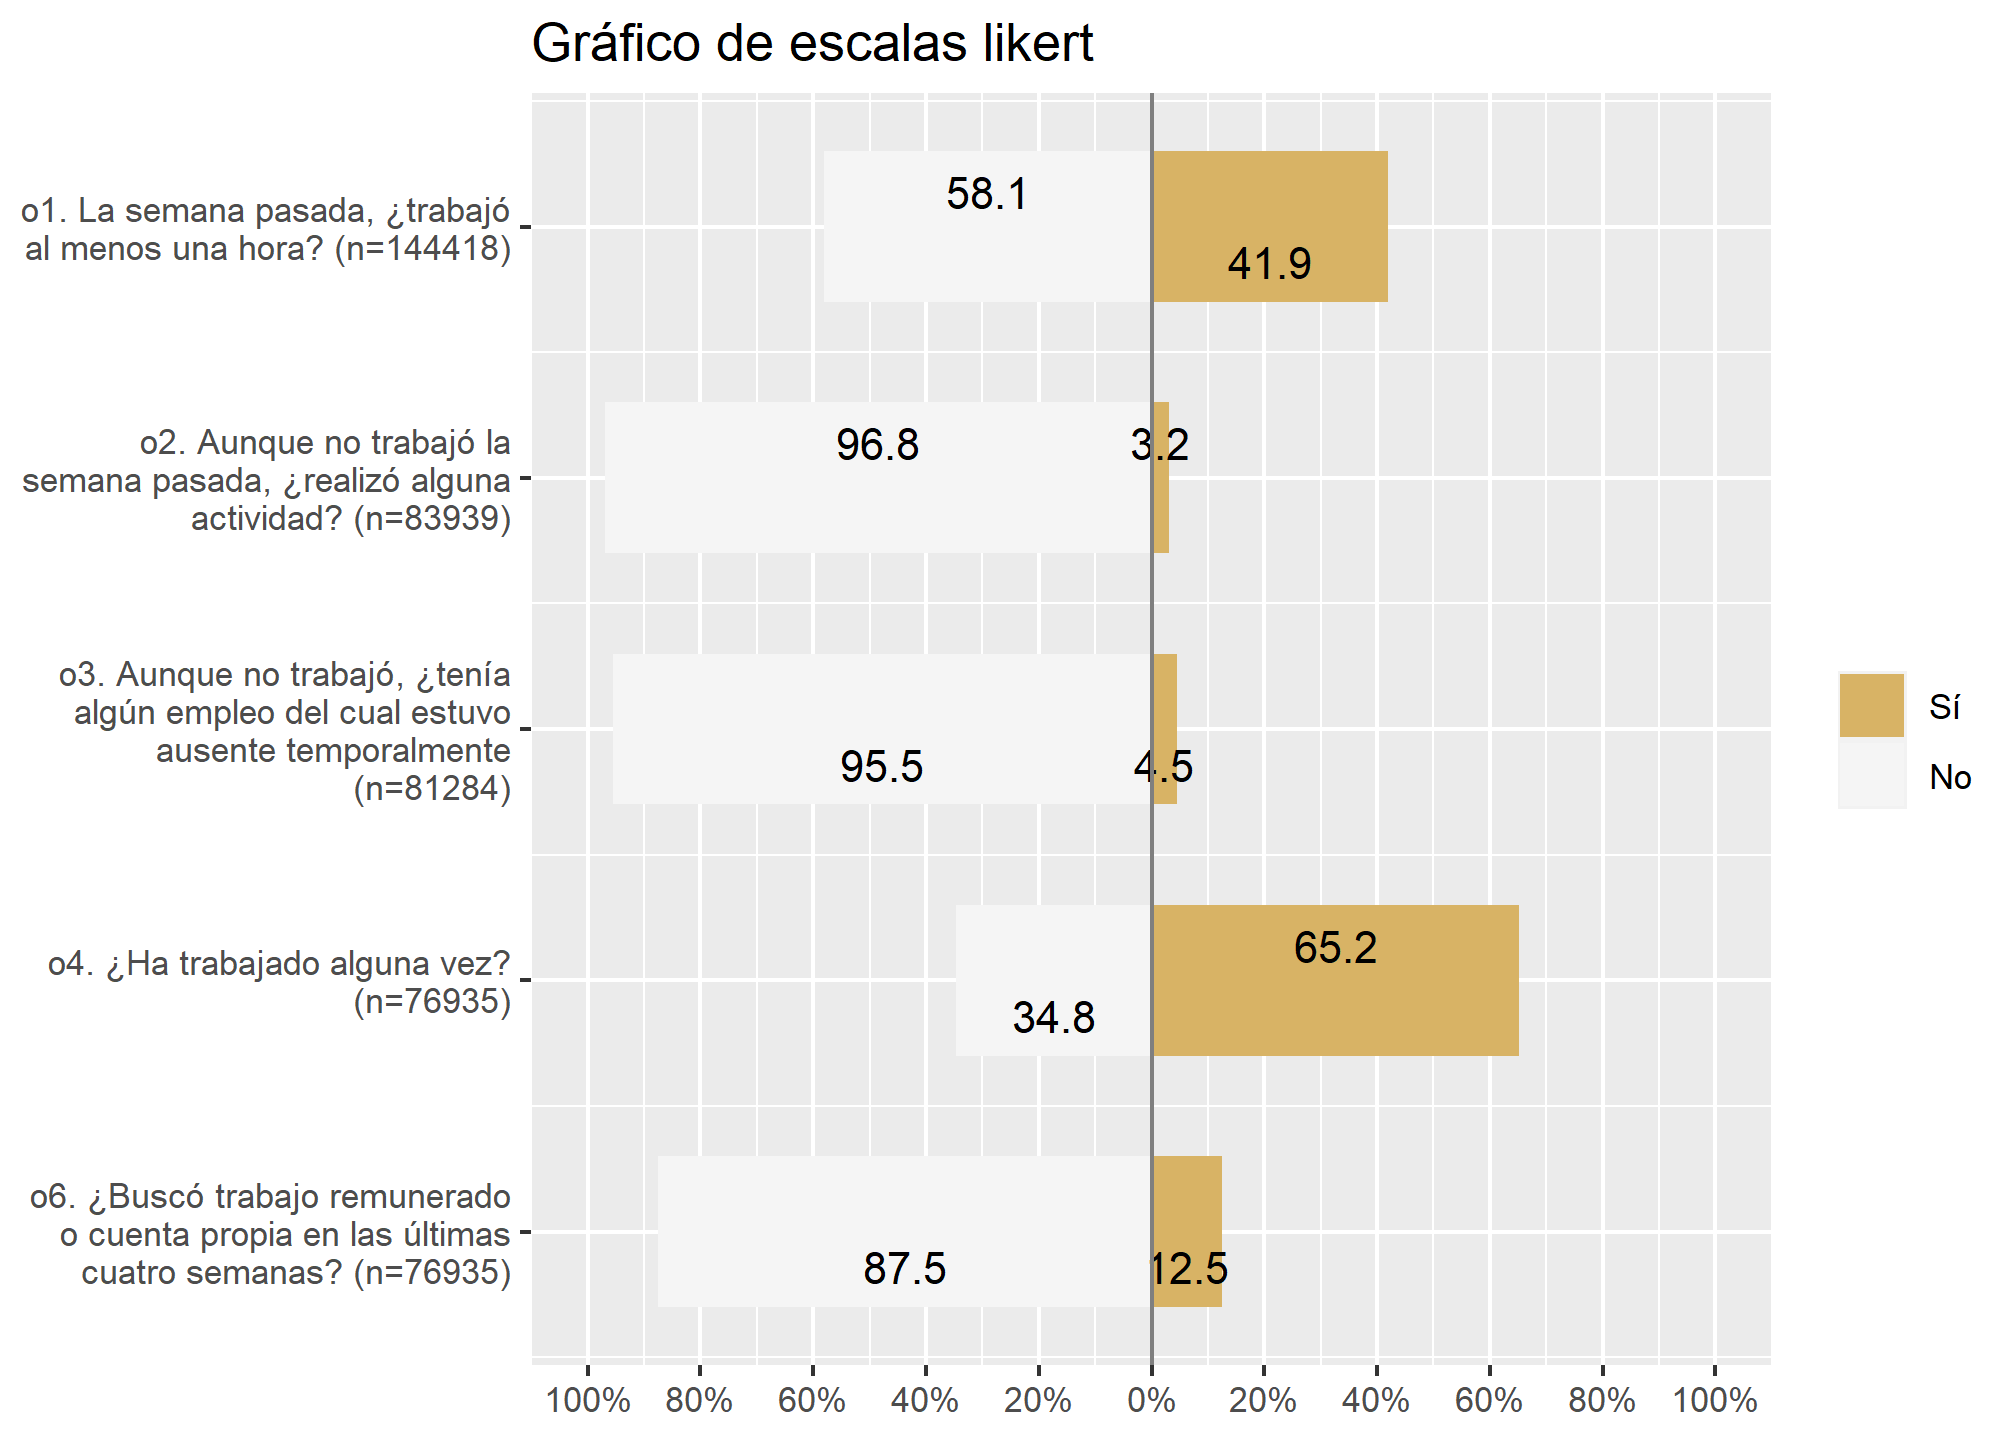 Gráfico de escalas likert
o1. La semana pasada, ¿trabajó
al menos una hora? (n=144418)
58.1
41.9
o2. Aunque no trabajó la
semana pasada, ¿realizó alguna
actividad? (n=83939)
96.8
3.2
o3. Aunque no trabajó, ¿tenía
algún empleo del cual estuvo
ausente temporalmente
(n=81284)
95.5
4.5
o4. ¿Ha trabajado alguna vez?
(n=76935)
65.2
34.8
o6. ¿Buscó trabajo remunerado
o cuenta propia en las últimas
cuatro semanas? (n=76935)
87.5
12.5
100% 80% 60% 40% 20% 0% 20% 40% 60% 80% 100%
Sí
No